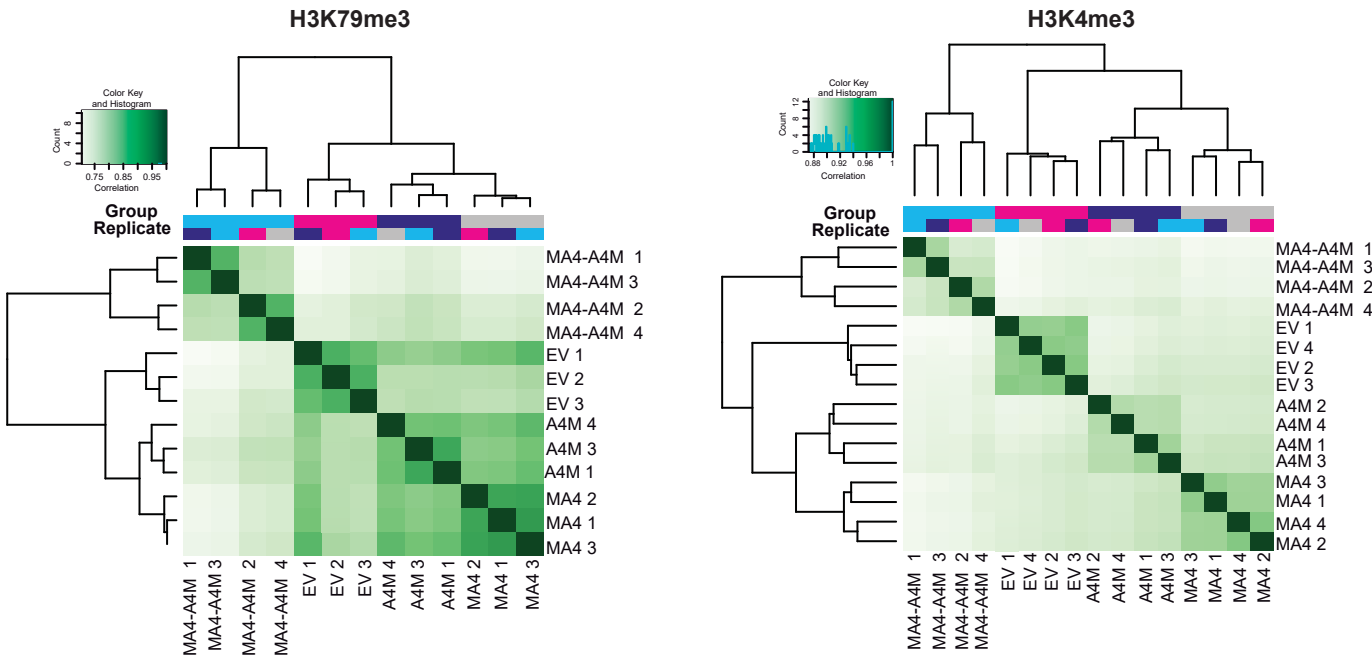 H3K79me3
Color Key
and Histogram
Count
0 4 8
0.75 0.85 0.95
Correlation
Group
Replicate
MA4-A4M 1
MA4-A4M 3
MA4-A4M 2
MA4-A4M 4
EV 1
EV 2
EV 3
A4M 4
A4M 3
A4M 1
MA4 2
MA4 1
MA4 3
MA4-A4M 1
MA4-A4M 3
MA4-A4M 2
MA4-A4M 4
EV 1
EV 2
EV 3
A4M 4
A4M 3
A4M 1
MA4 2
MA4 1
MA4 3
H3K4me3
Color Key
and Histogram
Count
0 4 8 12
0.88 0.92 0.96 1
Correlation
Group
Replicate
MA4-A4M 1
MA4-A4M 3
MA4-A4M 2
MA4-A4M 4
EV 1
EV 4
EV 2
EV 3
A4M 2
A4M 4
A4M 1
A4M 3
MA4 3
MA4 1
MA4 4
MA4 2
MA4-A4M 1
MA4-A4M 3
MA4-A4M 2
MA4-A4M 4
EV 1
EV 4
EV 2
EV 3
A4M 2
A4M 4
A4M 1
A4M 3
MA4 3
MA4 1
MA4 4
MA4 2